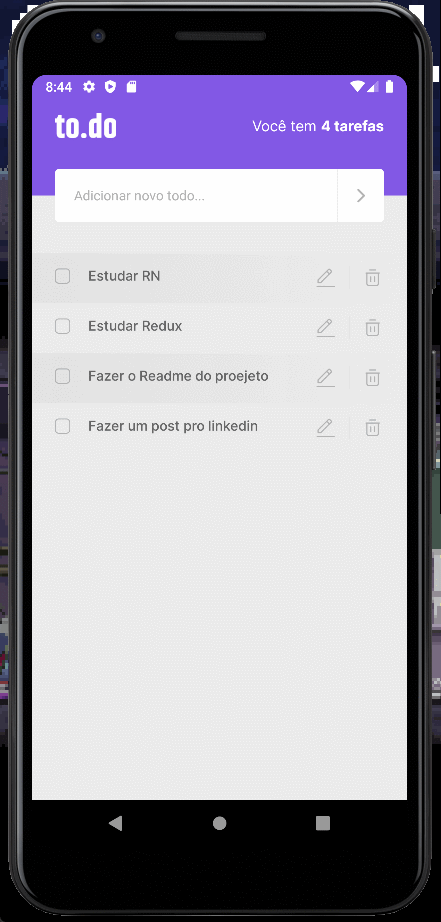 8:44
to.do
Você tem 4 tarefas
Adicionar novo todo...
Estudar RN
Estudar Redux
Fazer o Readme do proejeto
Fazer um post pro linkedin